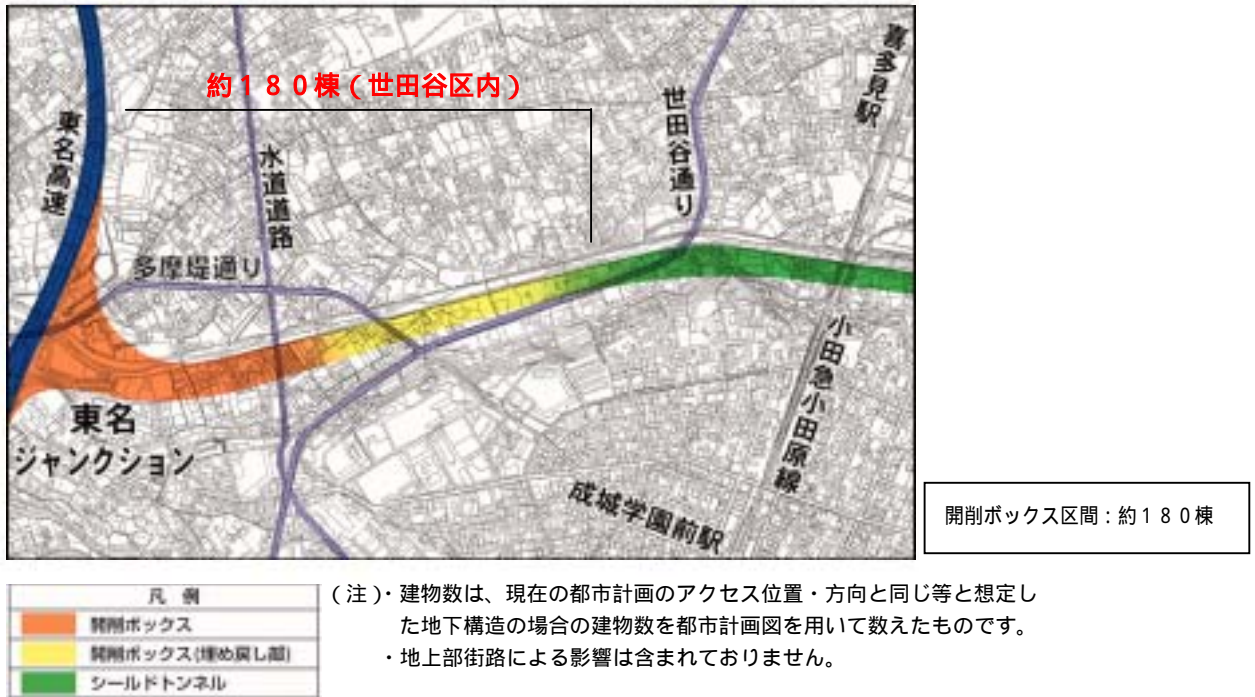 約１８０棟（世田谷区内）
東名高速
水道道路
世田谷通り
喜多見駅
多摩堤通り
東名
ジャンクション
小田急小田原線
成城学園前駅
開削ボックス区間：約１８０棟
凡例
開削ボックス
開削ボックス(埋め戻し部)
シールドトンネル
（注）・建物数は、現在の都市計画のアクセス位置・方向と同じ等と想定し
た地下構造の場合の建物数を都市計画図を用いて数えたものです。
・地上部街路による影響は含まれておりません。